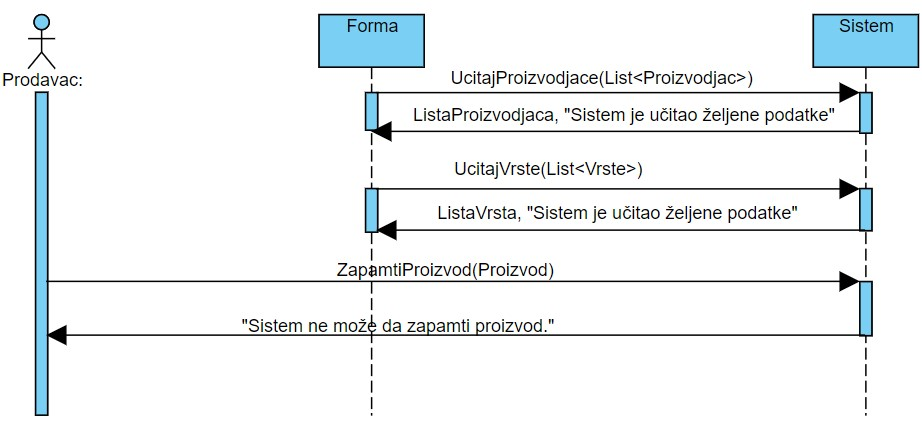 Forma
Sistem
Prodavac:
UcitajProizvodjace(List<Proizvodjac>)
ListaProizvodjaca, "Sistem je učitao željene podatke"
UcitajVrste(List<Vrste>)
ListaVrsta, "Sistem je učitao željene podatke"
ZapamtiProizvod(Proizvod)
"Sistem ne može da zapamti proizvod."